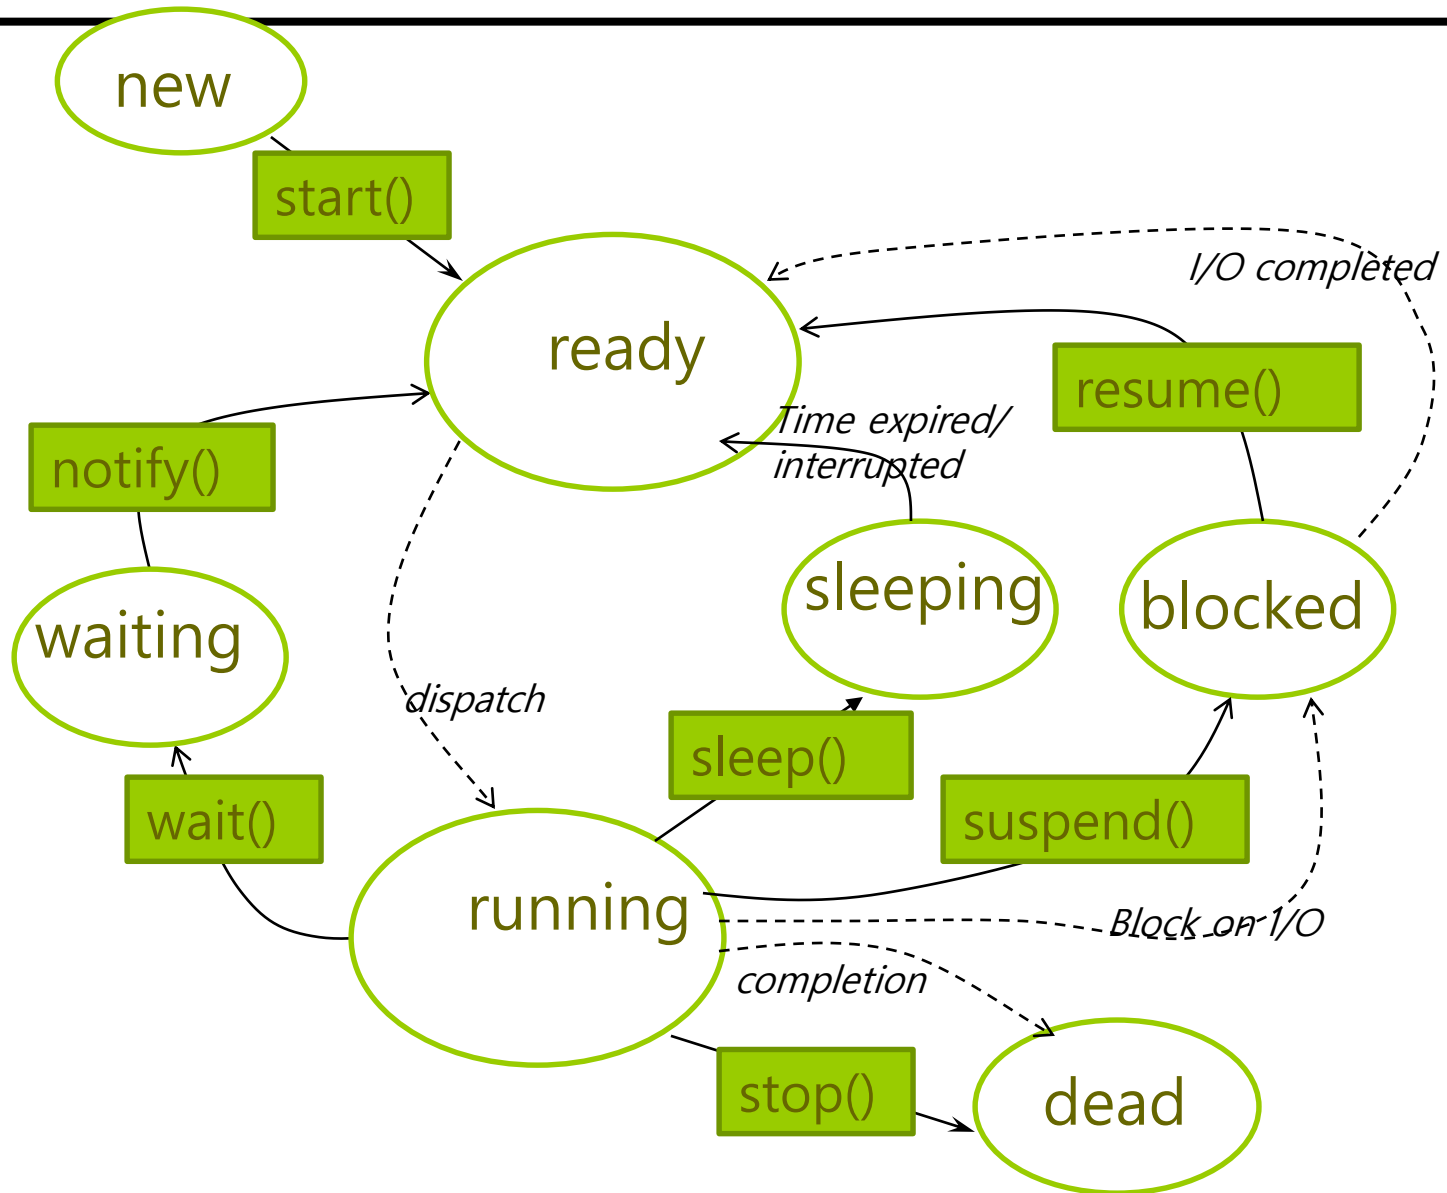 new
start()
I/O completed
ready
resume()
Time expired/
interrupted
notify()
sleeping
blocked
waiting
dispatch
sleep()
wait()
suspend()
running
Block on I/O
completion
stop()
dead